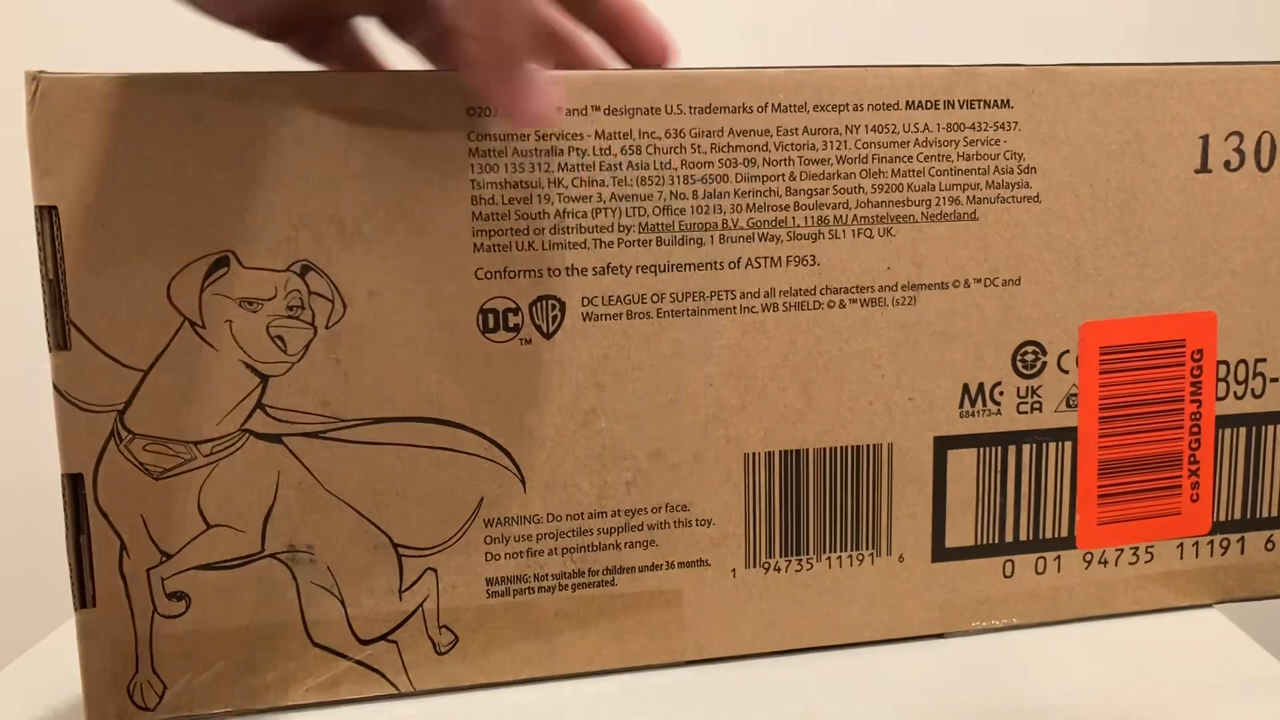 ©20 ® and ™ designate U.S. trademarks of Mattel, except as noted. MADE IN VIETNAM.
Consumer Services - Mattel, Inc., 636 Girard Avenue, East Aurora, NY 14052, U.S.A. 1-800-432-5437.
Mattel Australia Pty. Ltd., 658 Church St., Richmond, Victoria, 3121. Consumer Advisory Service -
1300 135 312. Mattel East Asia Ltd., Room 503-09, North Tower, World Finance Centre, Harbour City,
Tsimshatsui, HK, China. Tel.: (852) 3185-6500. Diimport & Diedarkan Oleh: Mattel Continental Asia Sdn
Bhd. Level 19, Tower 3, Avenue 7, No. 8 Jalan Kerinchi, Bangsar South, 59200 Kuala Lumpur, Malaysia.
Mattel South Africa (PTY) LTD, Office 102 I3, 30 Melrose Boulevard, Johannesburg 2196. Manufactured,
imported or distributed by: Mattel Europa B.V., Gondel 1, 1186 MJ Amstelveen, Nederland.
Mattel U.K. Limited, The Porter Building, 1 Brunel Way, Slough SL1 1FQ, UK.
Conforms to the safety requirements of ASTM F963.
DC WB
TM
DC LEAGUE OF SUPER-PETS and all related characters and elements © & ™ DC and
Warner Bros. Entertainment Inc. WB SHIELD: © & ™ WBEI. (s22)
130
MC
684173-A
UK
CA
B95-
csXPGD8JMGG
WARNING: Do not aim at eyes or face.
Only use projectiles supplied with this toy.
Do not fire at pointblank range.
WARNING: Not suitable for children under 36 months.
Small parts may be generated.
1 94735 11191 6
0 01 94735 11191 6